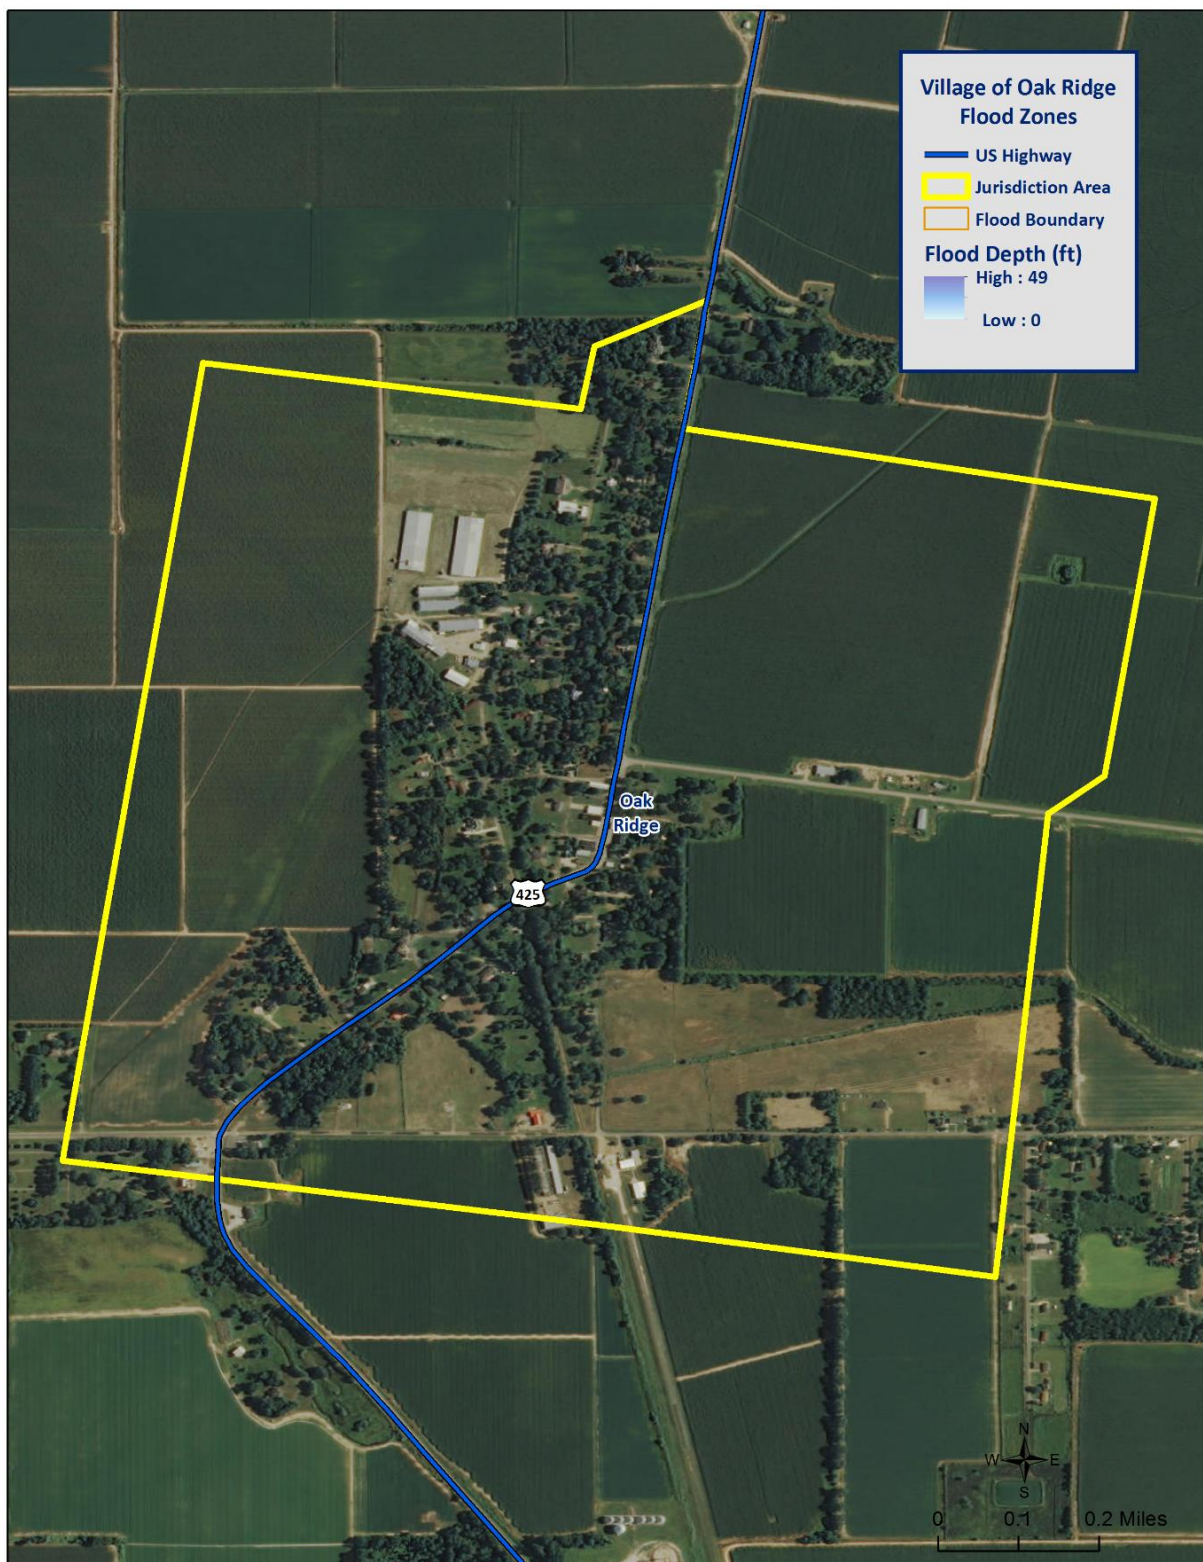 Village of Oak Ridge
Flood Zones
US Highway
Jurisdiction Area
Flood Boundary
Flood Depth (ft)
High : 49
Low : 0
Oak
Ridge
425
N
W E
S
0 0.1 0.2 Miles